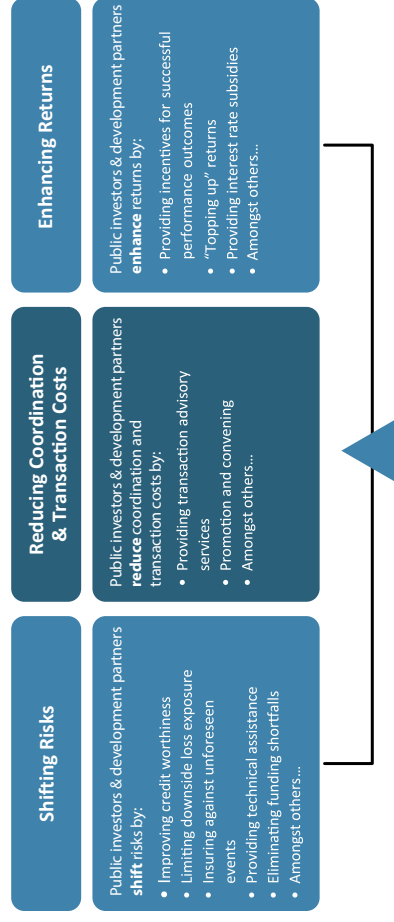 Shifting Risks
Public investors & development partners
shift risks by:
• Improving credit worthiness
• Limiting downside loss exposure
• Insuring against unforeseen
events
• Providing technical assistance
• Eliminating funding shortfalls
• Amongst others...
Reducing Coordination
& Transaction Costs
Public investors & development partners
reduce coordination and
transaction costs by:
• Providing transaction advisory
services
• Promotion and convening
• Amongst others...
Enhancing Returns
Public investors & development partners
enhance returns by:
• Providing incentives for successful
performance outcomes
• “Topping up” returns
• Providing interest rate subsidies
• Amongst others...